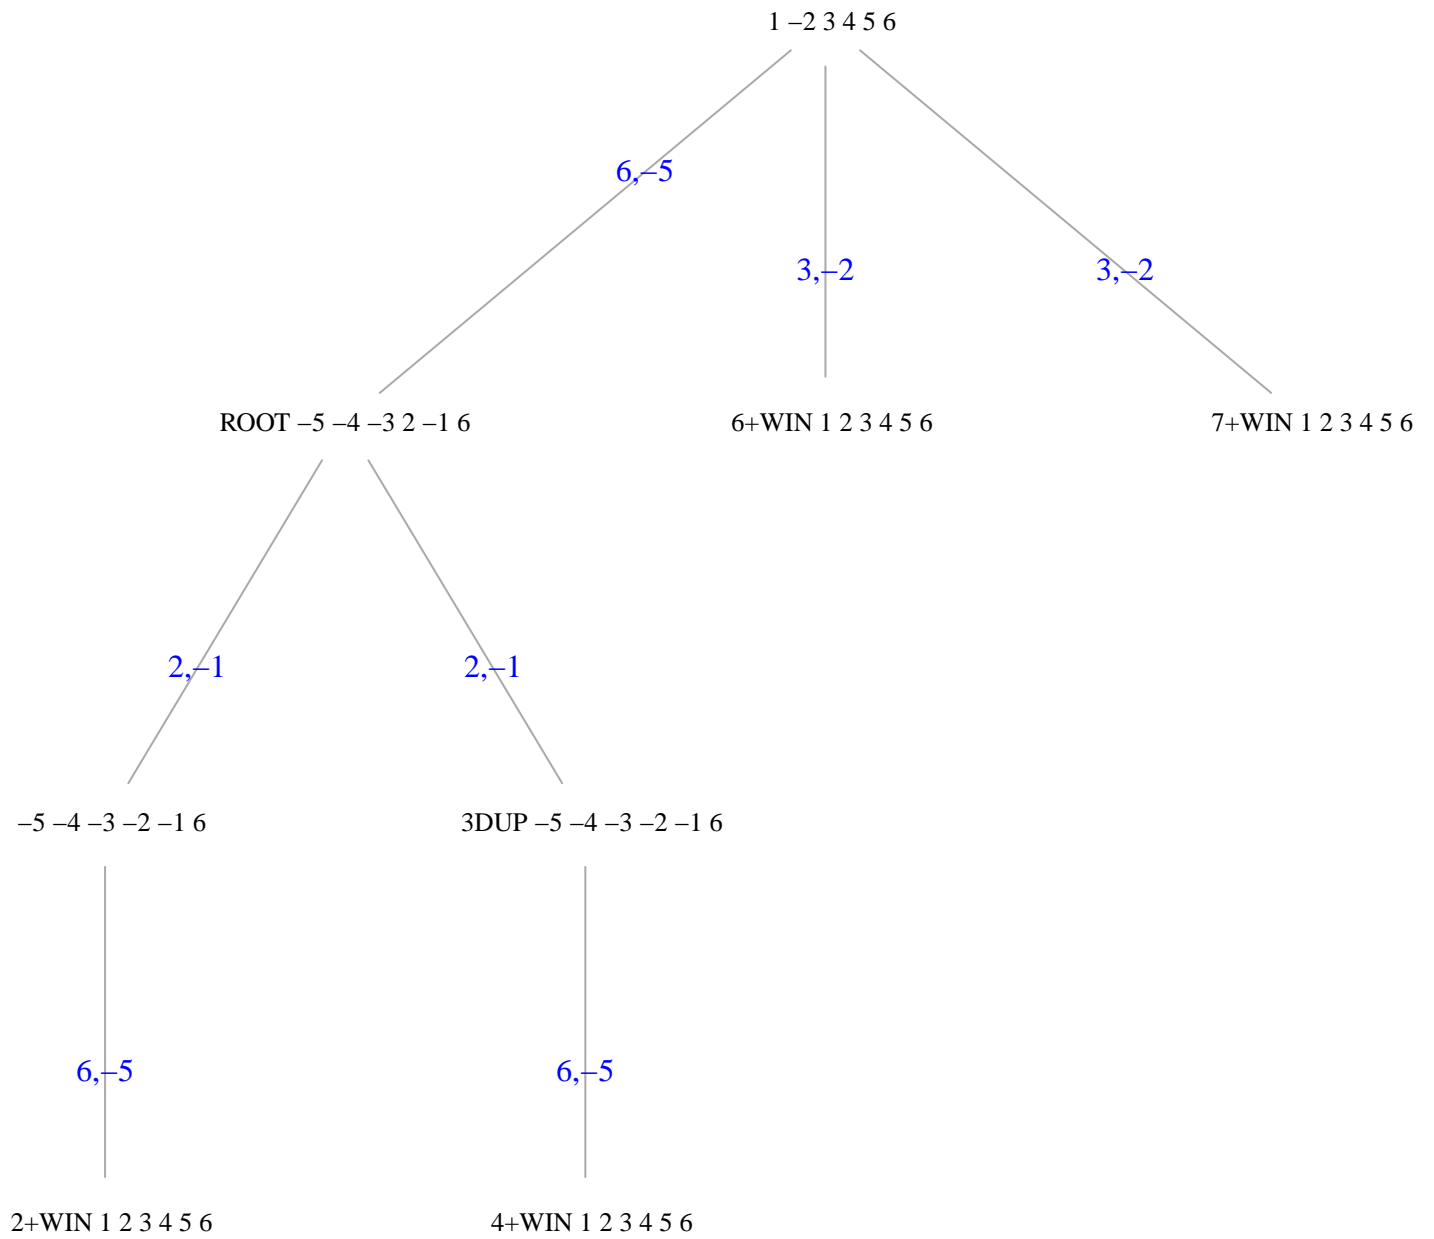 1 –2 3 4 5 6
6,–5
3,–2
3,–2
ROOT –5 –4 –3 2 –1 6
6+WIN 1 2 3 4 5 6
7+WIN 1 2 3 4 5 6
2,–1
2,–1
–5 –4 –3 –2 –1 6
3DUP –5 –4 –3 –2 –1 6
6,–5
6,–5
2+WIN 1 2 3 4 5 6
4+WIN 1 2 3 4 5 6